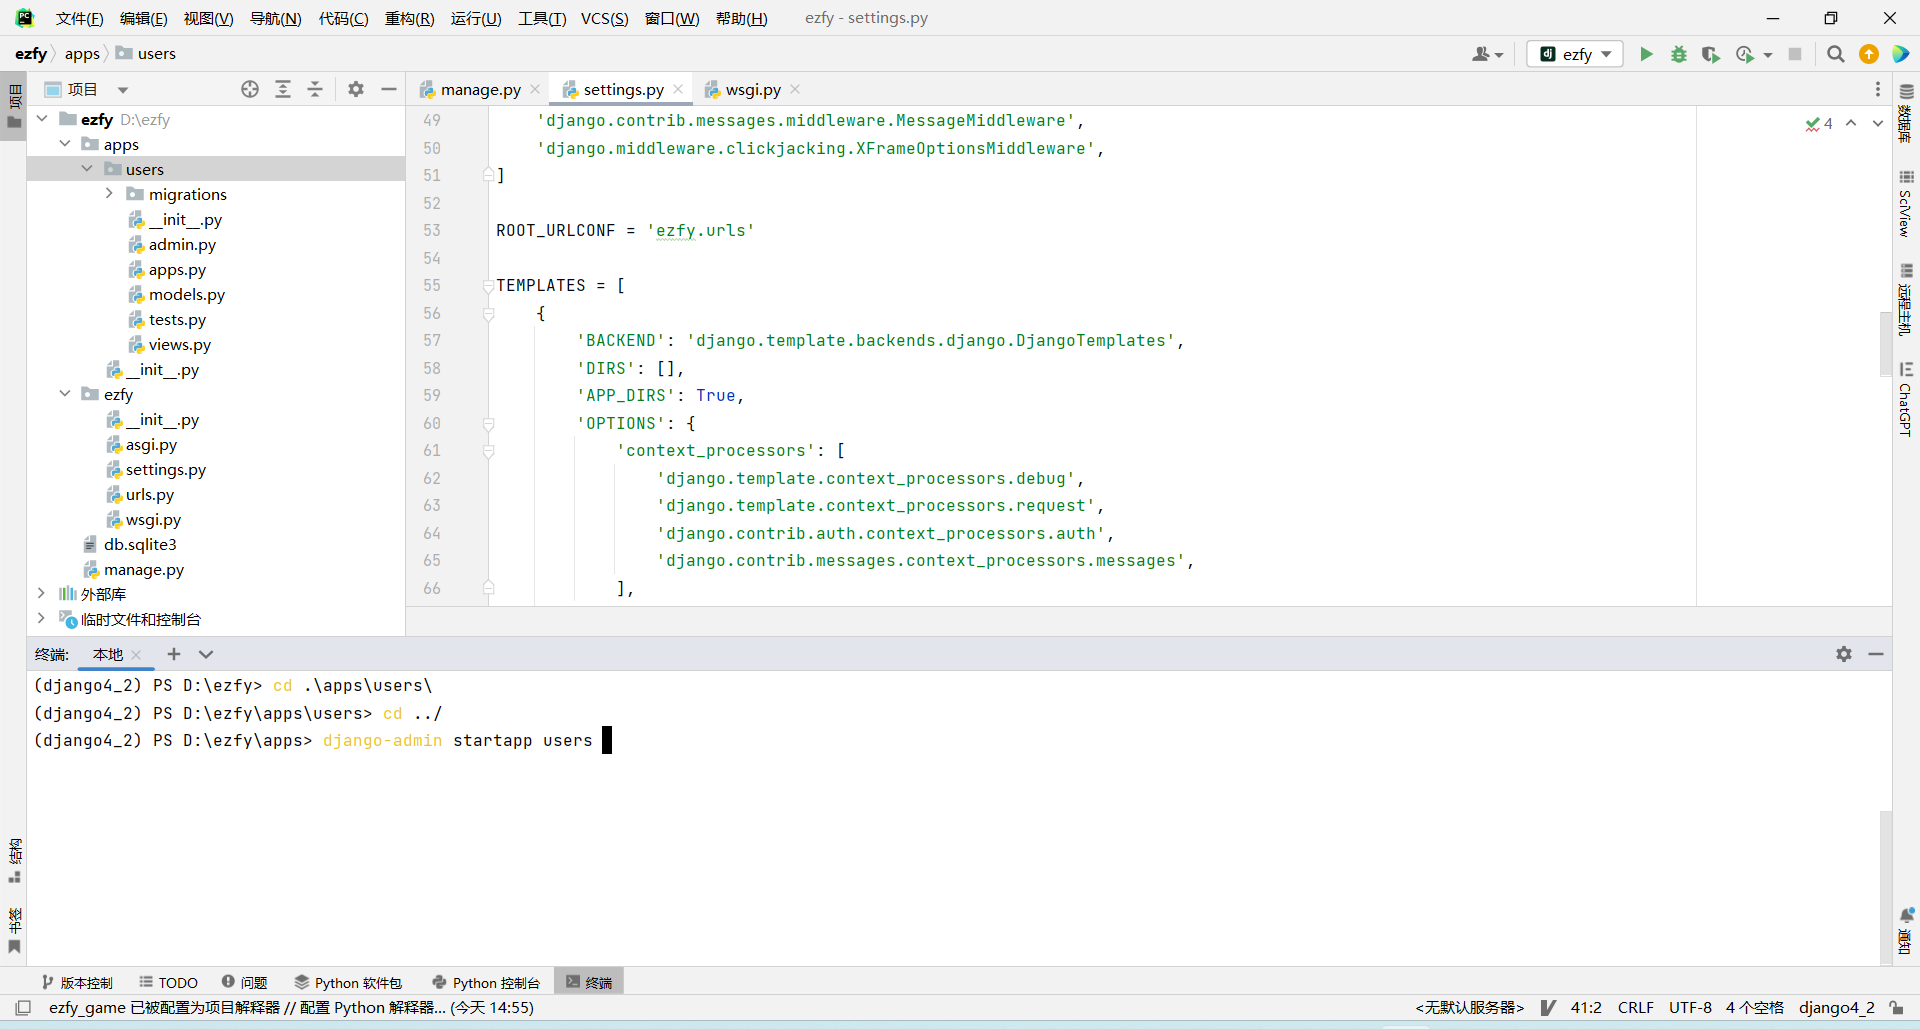 文件(F) 编辑(E) 视图(V) 导航(N) 代码(C) 重构(R) 运行(U) 工具(T) VCS(S) 窗口(W) 帮助(H) ezfy - settings.py
ezfy apps users
ezfy
项目
manage.py settings.py wsgi.py
项目
ezfy D:\ezfy
apps
users
migrations
__init__.py
admin.py
apps.py
models.py
tests.py
views.py
__init__.py
ezfy
__init__.py
asgi.py
settings.py
urls.py
wsgi.py
db.sqlite3
manage.py
外部库
临时文件和控制台
49 'django.contrib.messages.middleware.MessageMiddleware',
50 'django.middleware.clickjacking.XFrameOptionsMiddleware',
51 ]
52
53 ROOT_URLCONF = 'ezfy.urls'
54
55 TEMPLATES = [
56 {
57 'BACKEND': 'django.template.backends.django.DjangoTemplates',
58 'DIRS': [],
59 'APP_DIRS': True,
60 'OPTIONS': {
61 'context_processors': [
62 'django.template.context_processors.debug',
63 'django.template.context_processors.request',
64 'django.contrib.auth.context_processors.auth',
65 'django.contrib.messages.context_processors.messages',
66 ],
4
数据库
SciView
远程主机
ChatGPT
通知
终端: 本地
(django4_2) PS D:\ezfy> cd .\apps\users\
(django4_2) PS D:\ezfy\apps\users> cd ../
(django4_2) PS D:\ezfy\apps> django-admin startapp users
结构
书签
版本控制 TODO 问题 Python 软件包 Python 控制台 终端
ezfy_game 已被配置为项目解释器 // 配置 Python 解释器... (今天 14:55) <无默认服务器> 41:2 CRLF UTF-8 4 个空格 django4_2